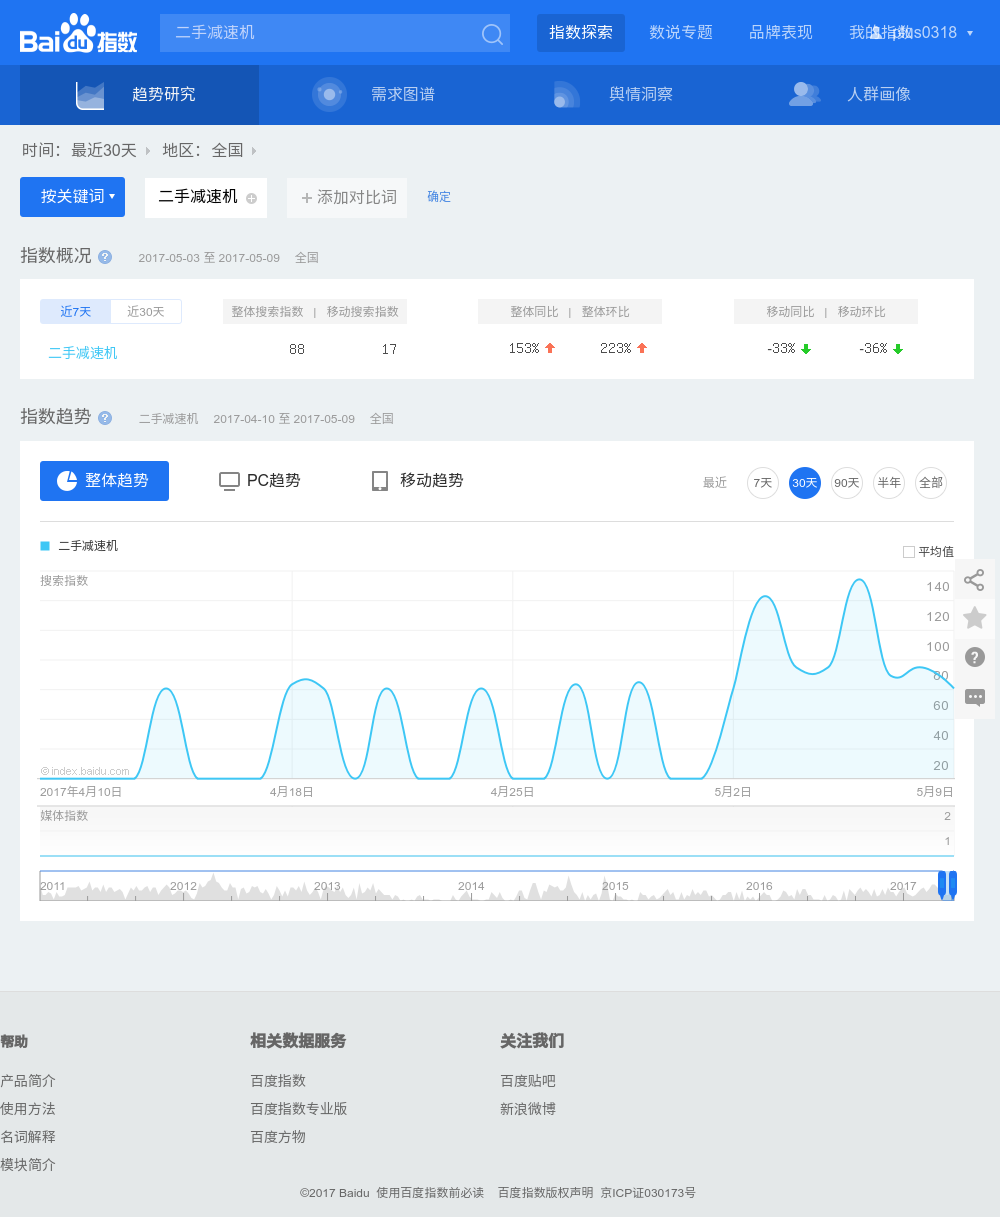 Bai du 指数
二手减速机
指数探索 数说专题 品牌表现 我的指数 plus0318
趋势研究 需求图谱 舆情洞察 人群画像
时间: 最近30天 地区: 全国
按关键词 二手减速机 + 添加对比词 确定
指数概况 ? 2017-05-03 至 2017-05-09 全国
近7天 近30天 整体搜索指数 | 移动搜索指数 整体同比 | 整体环比 移动同比 | 移动环比
二手减速机 88 17 153% 223% -33% -36%
指数趋势 ? 二手减速机 2017-04-10 至 2017-05-09 全国
整体趋势 PC趋势 移动趋势 最近 7天 30天 90天 半年 全部
二手减速机
平均值
搜索指数
140
120
100
80
60
40
20
©index.baidu.com
2017年4月10日 4月18日 4月25日 5月2日 5月9日
媒体指数 2
1
2011 2012 2013 2014 2015 2016 2017
帮助 相关数据服务 关注我们
产品简介 百度指数 百度贴吧
使用方法 百度指数专业版 新浪微博
名词解释 百度方物
模块简介
©2017 Baidu 使用百度指数前必读 百度指数版权声明 京ICP证030173号